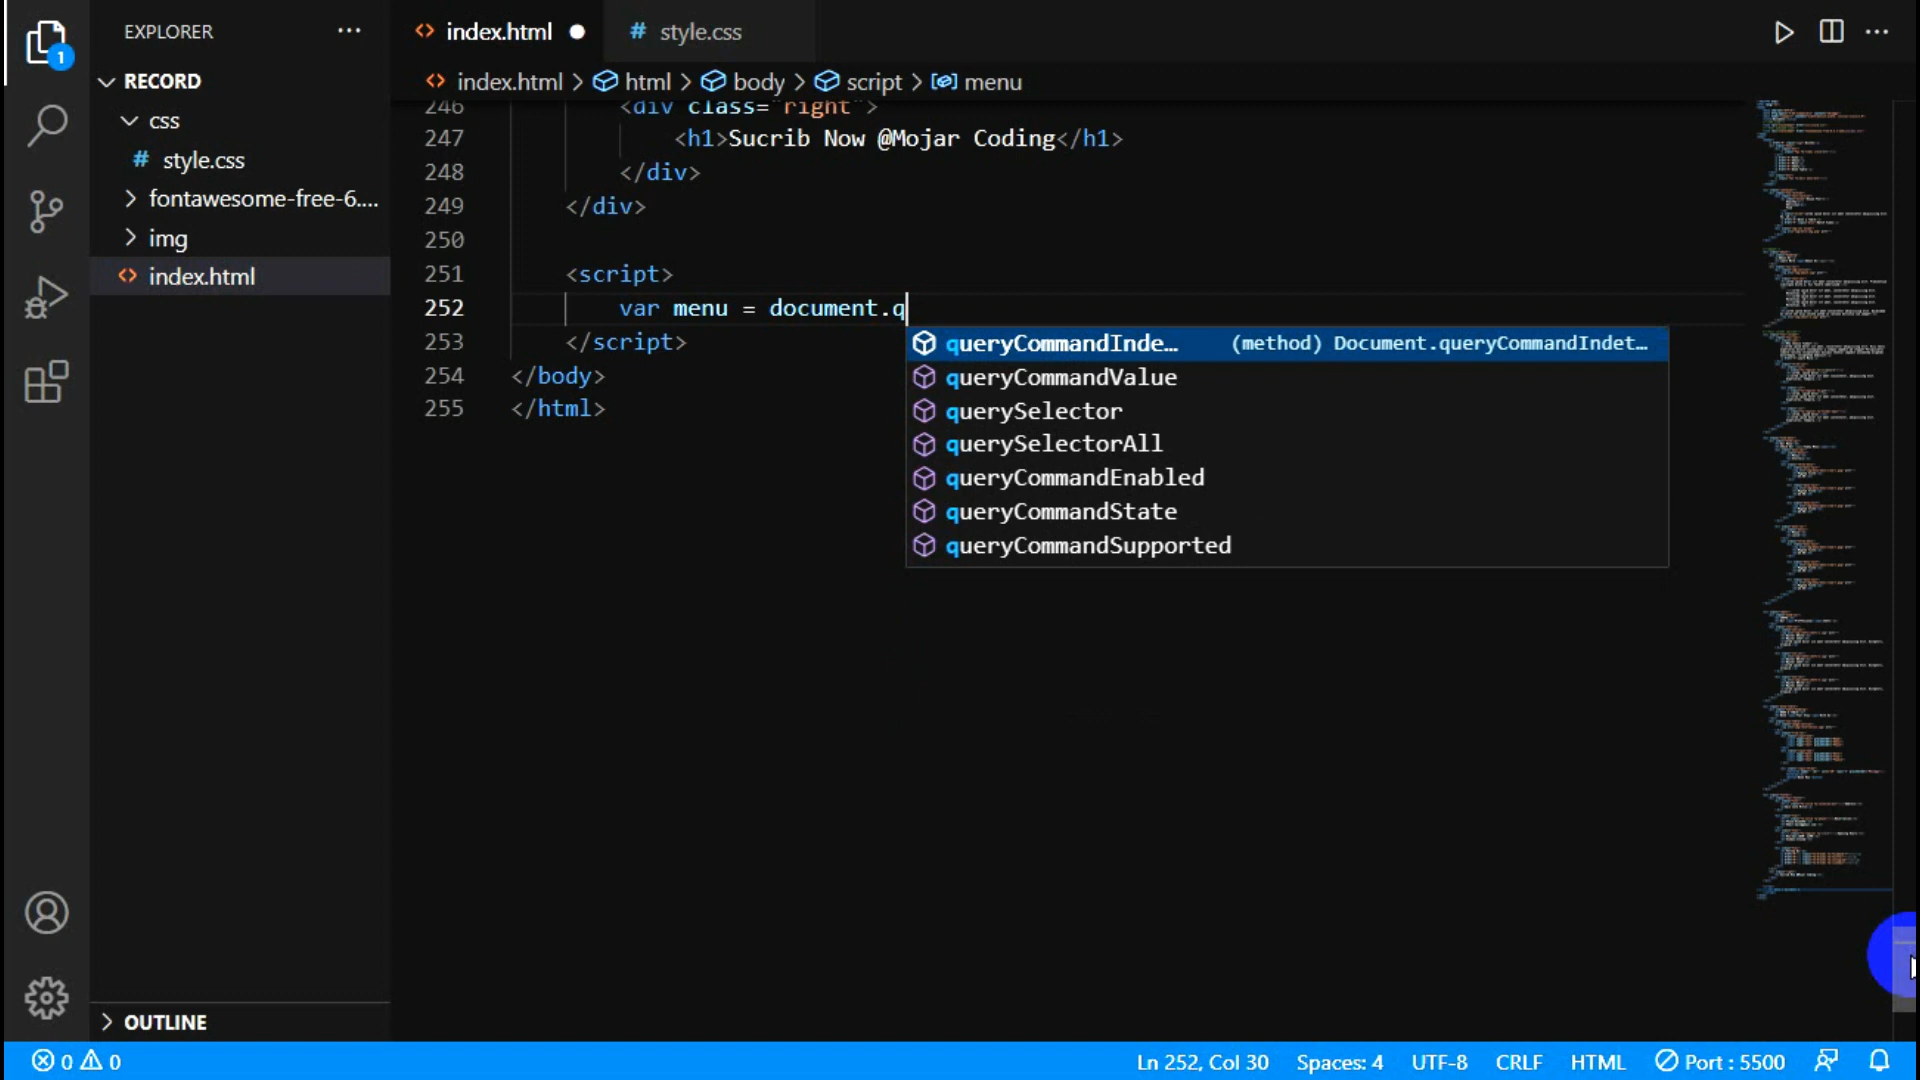 EXPLORER
RECORD
css
# style.css
fontawesome-free-6....
img
<> index.html
OUTLINE
1
<> index.html
# style.css
<> index.html > html > body > script > menu
246 <div class="right">
247 <h1>Sucrib Now @Mojar Coding</h1>
248 </div>
249 </div>
250
251 <script>
252 var menu = document.q
253 </script>
254 </body>
255 </html>
queryCommandInde... (method) Document.queryCommandIndet...
queryCommandValue
querySelector
querySelectorAll
queryCommandEnabled
queryCommandState
queryCommandSupported
0 0 Ln 252, Col 30 Spaces: 4 UTF-8 CRLF HTML Port : 5500